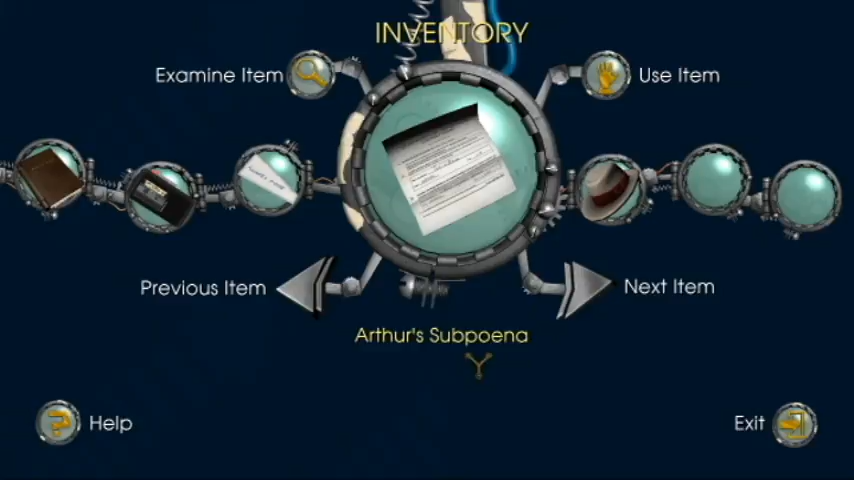 INVENTORY
Examine Item
Use Item
Previous Item
Next Item
Arthur's Subpoena
Help
Exit